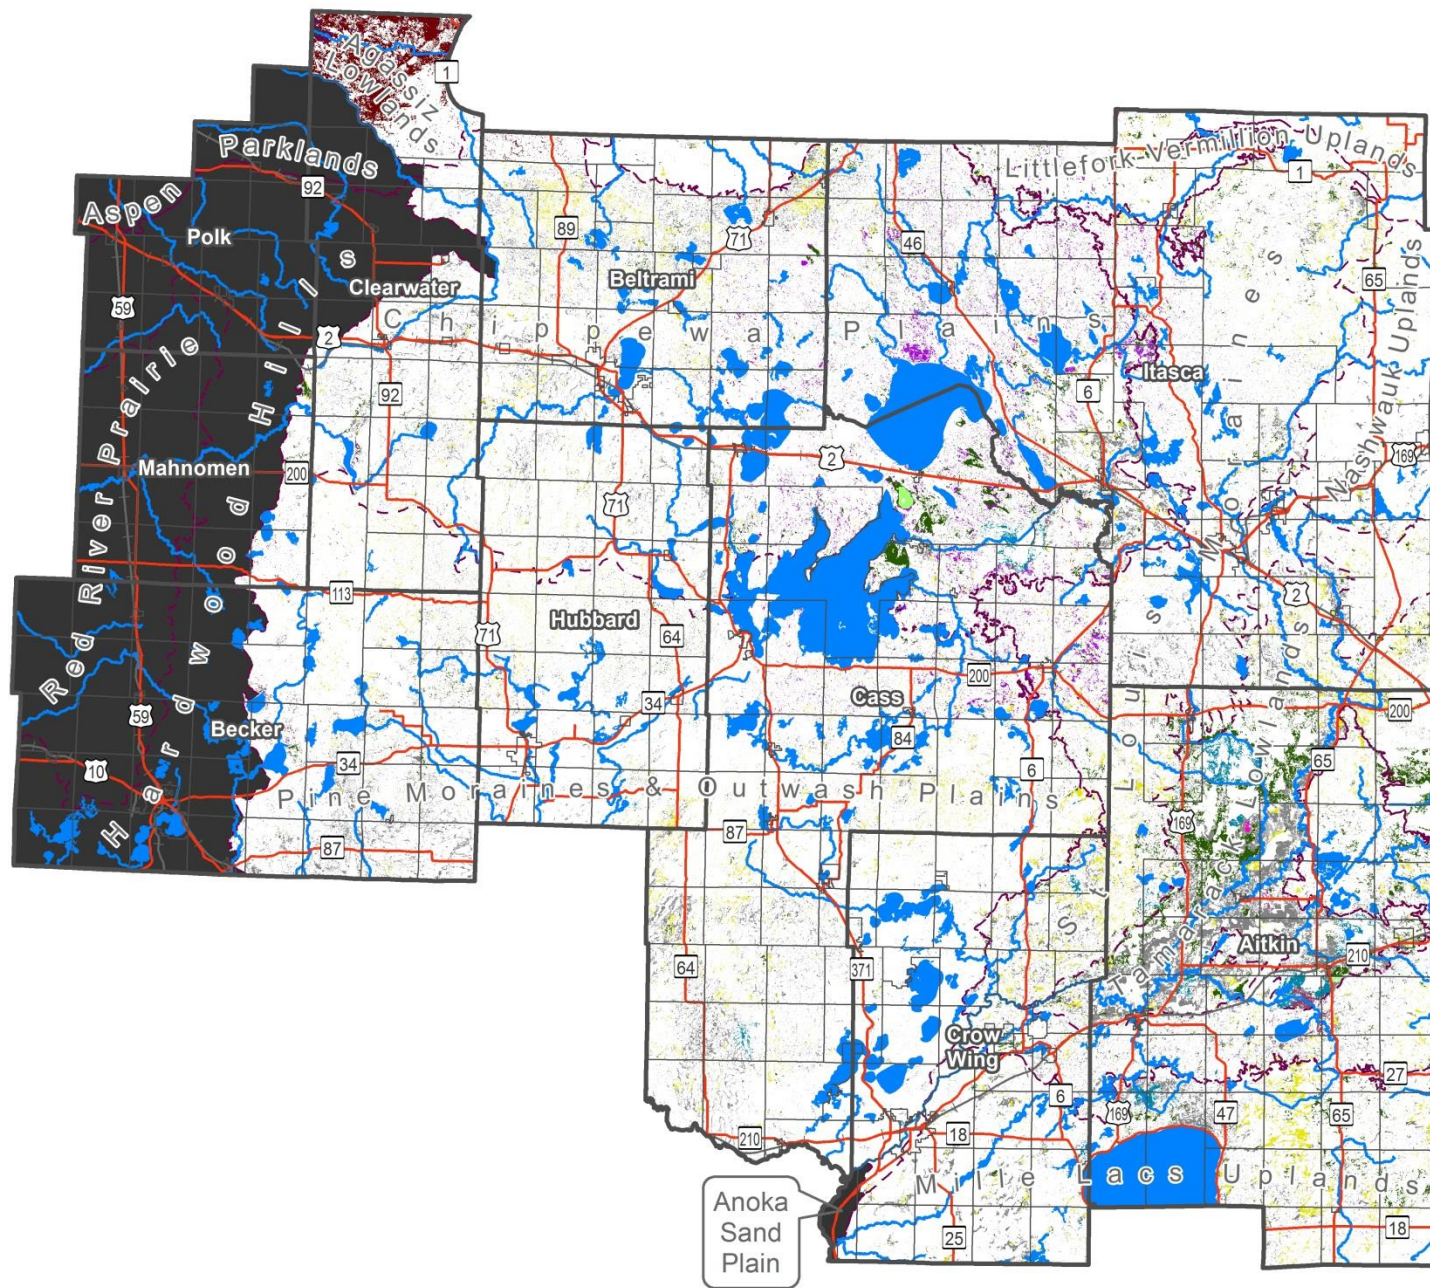 Agassiz
Lowlands
1
Parklands
Aspen
92
Littlefork-Vermillion Uplands
1
Polk
89
71
46
65
59
Clearwater
Beltrami
Chippewa Plains
2
Itasca
6
92
Red River Prairie
Hardwood Hills
Mahnomen
200
71
2
169
Nashwauk Uplands
St Louis Moraines
113
71
Hubbard
64
2
200
34
Cass
84
200
59
Becker
10
34
6
65
Pine Moraines & Outwash Plains
169
87
87
Tamarack Lowlands
Aitkin
210
64
371
Crow
Wing
6
169
47
65
27
210
18
Mille Lacs Uplands
Anoka
Sand
Plain
25
18